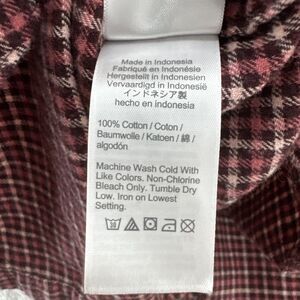 Made in Indonesia
Fabriqué en Indonésie
Hergestellt in Indonesien
Vervaardigd in Indonesië
インドネシア製
hecho en indonesia
100% Cotton / Coton /
Baumwolle / Katoen / 綿 /
algodón
Machine Wash Cold With
Like Colors. Non-Chlorine
Bleach Only. Tumble Dry
Low. Iron on Lowest
Setting.